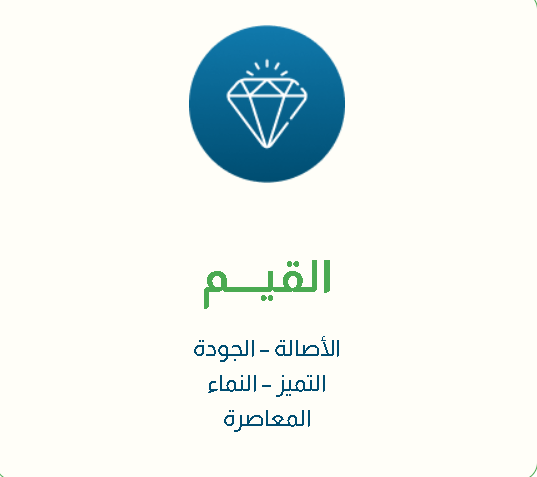 القيـــم
الأصالة - الجودة
التميز - النماء
المعاصرة